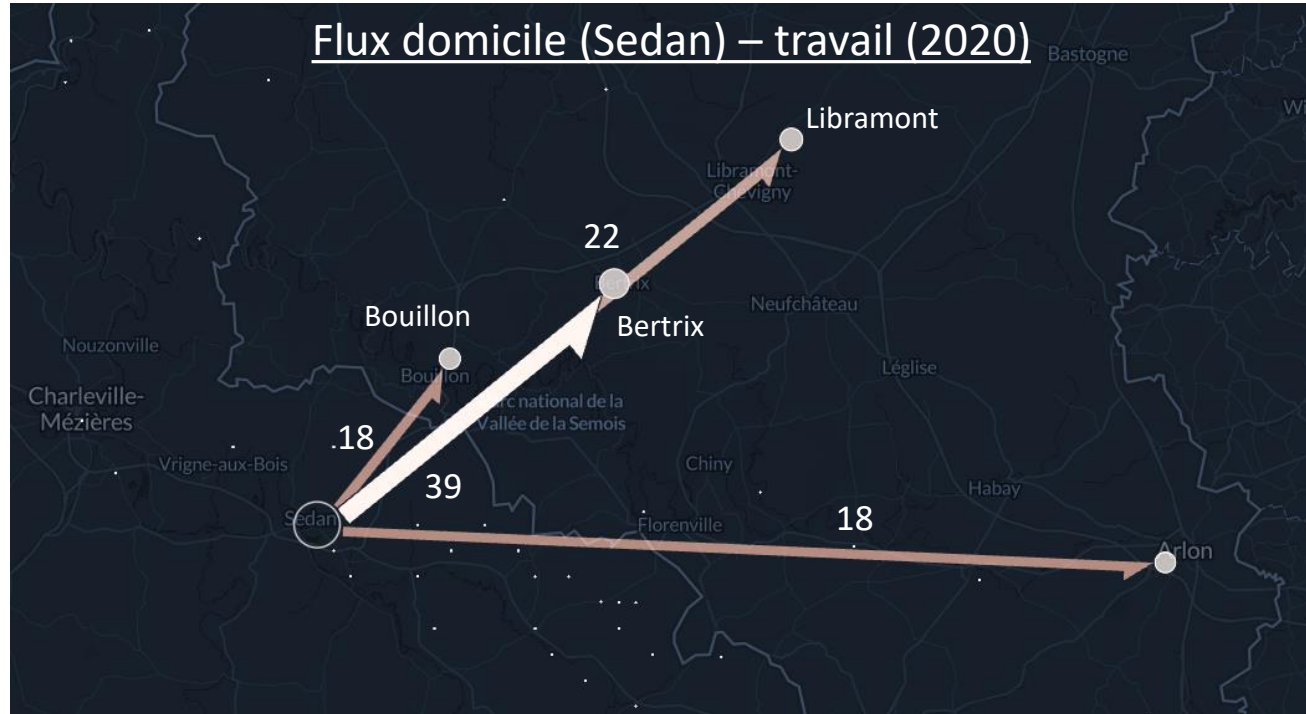 Flux domicile (Sedan) – travail (2020)
Bastogne
Libramont
Libramont-
Chevigny
22
Bertrix
Bouillon
Bertrix
Neufchâteau
Nouzonville
Bouillon
Léglise
Charleville-
Mézières
Parc national de la
Vallée de la Semois
18
Vrigne-aux-Bois
Chiny
39
Habay
Sedan
Florenville
18
Arlon